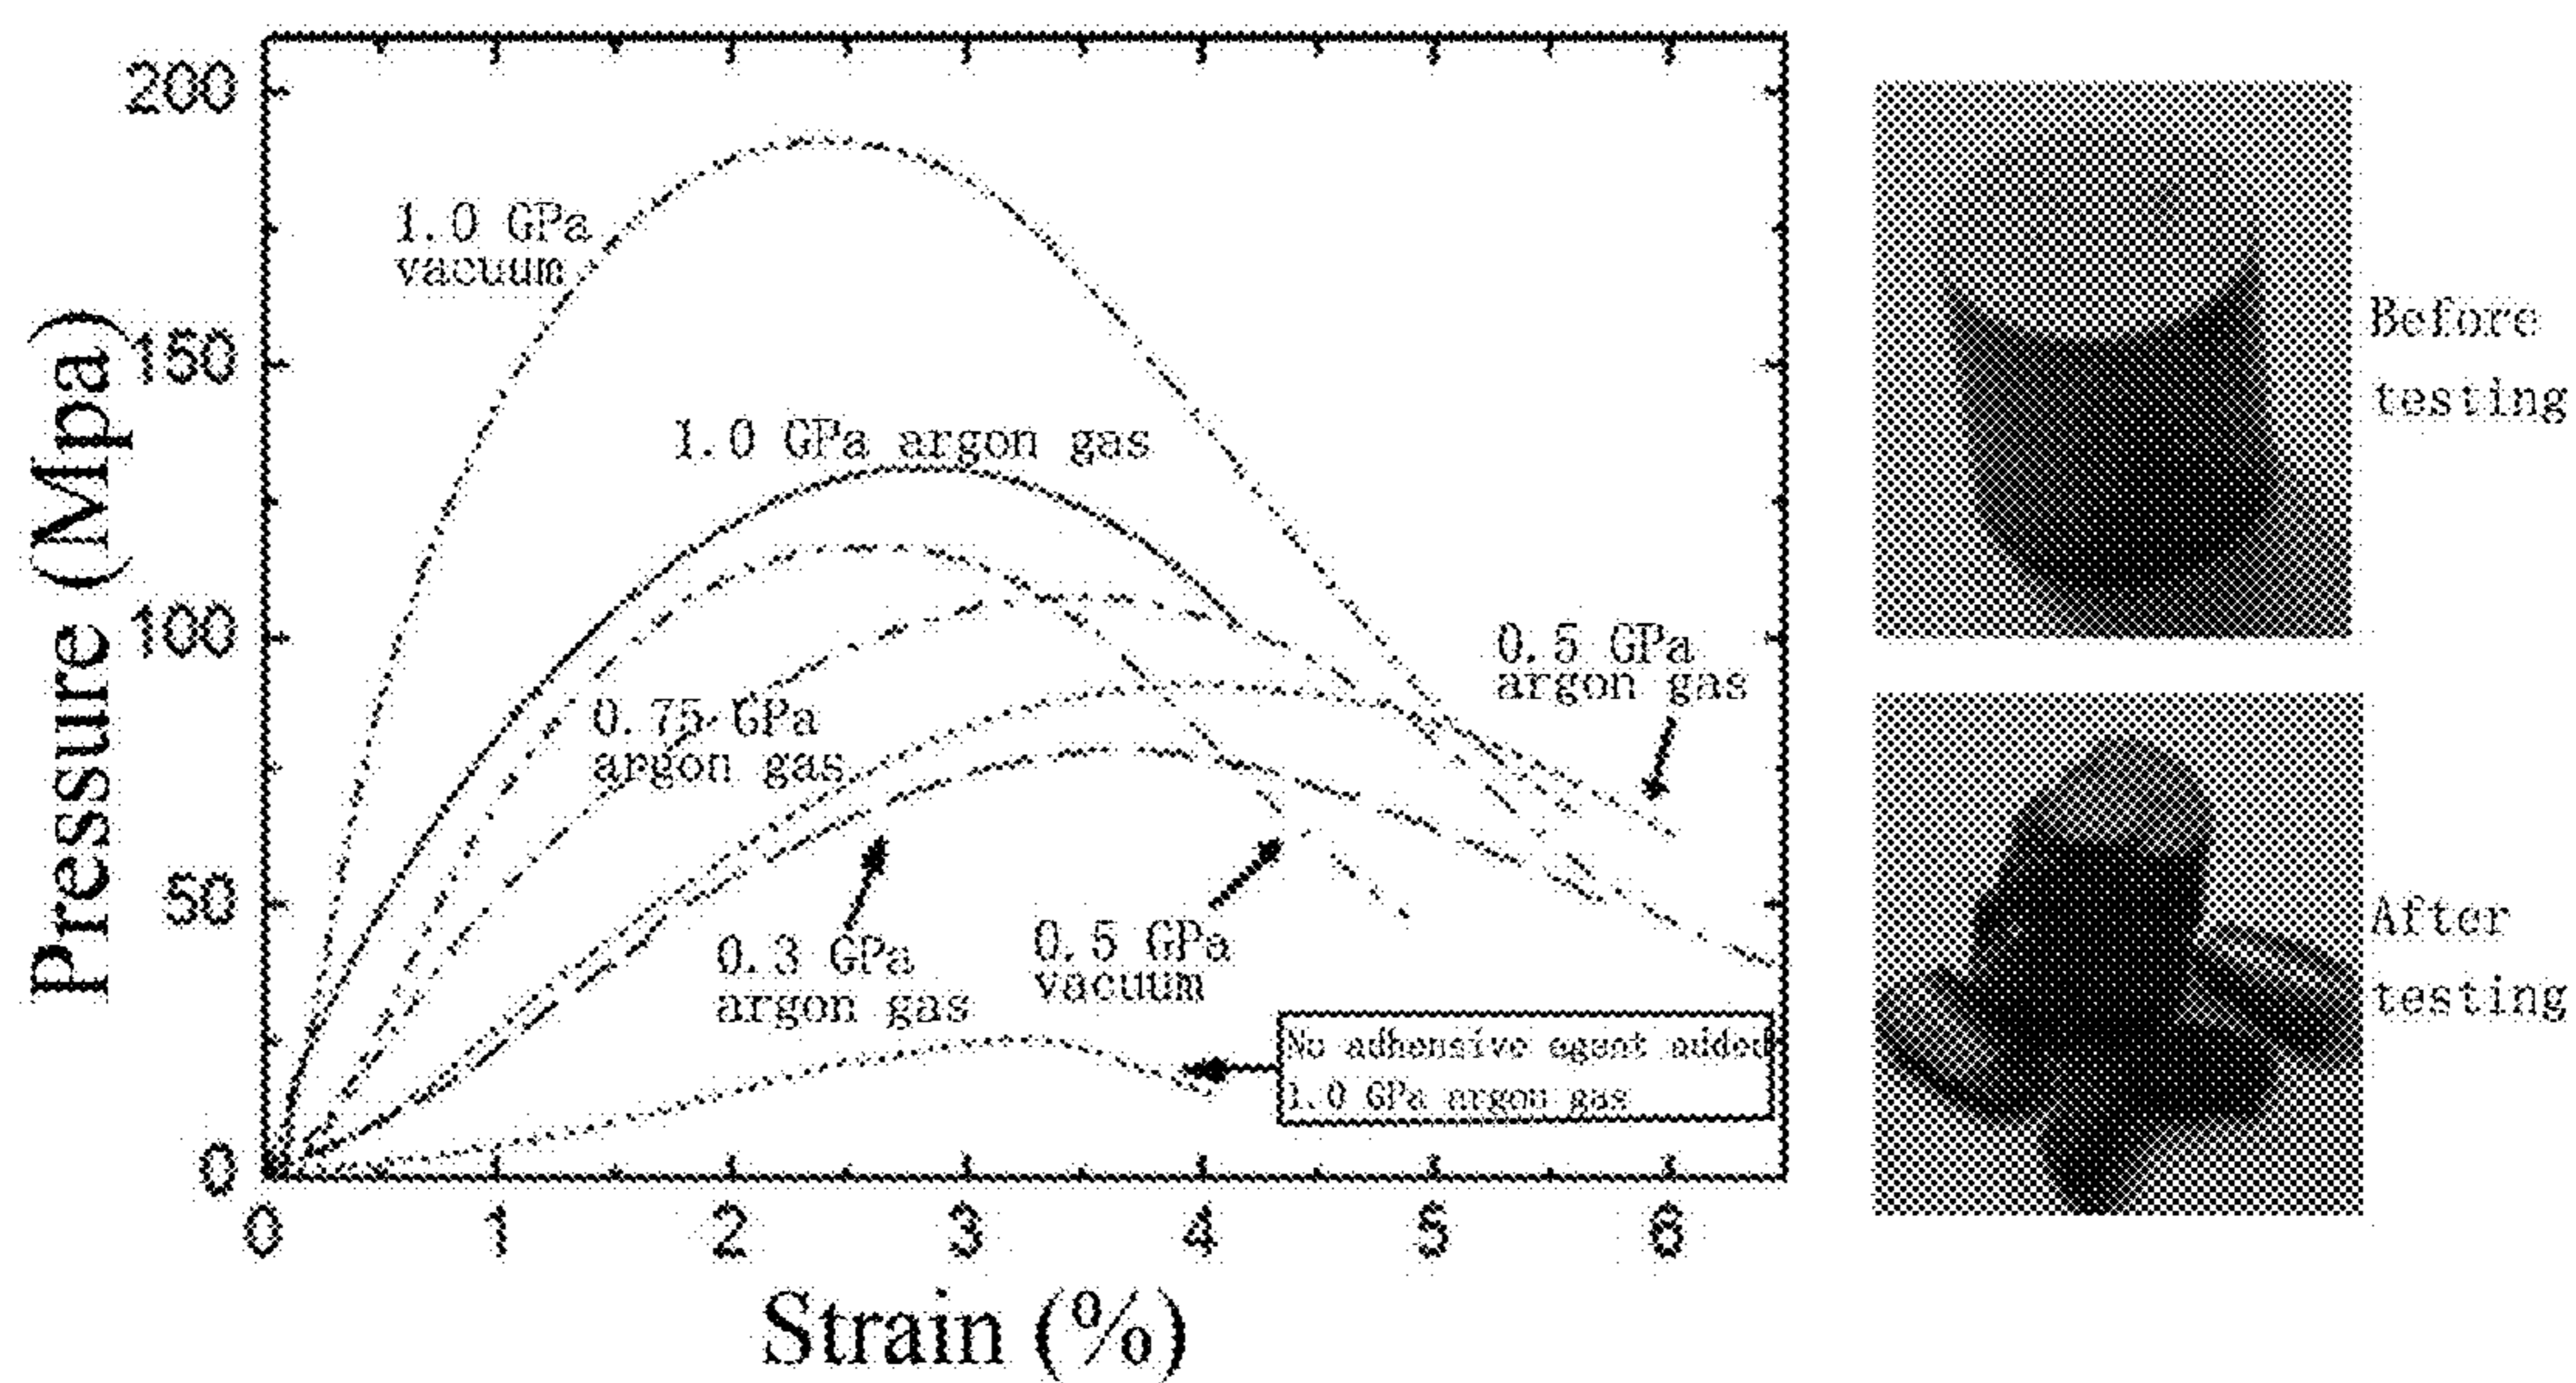 Pressure (Mpa)
200
150
100
50
0
0 1 2 3 4 5 6
Strain (%)
1.0 GPa
vacuum
1.0 GPa argon gas
0.75 GPa
argon gas
0.5 GPa
argon gas
0.3 GPa
argon gas
0.5 GPa
vacuum
No adhensive agent added
1.0 GPa argon gas
Before
testing
After
testing